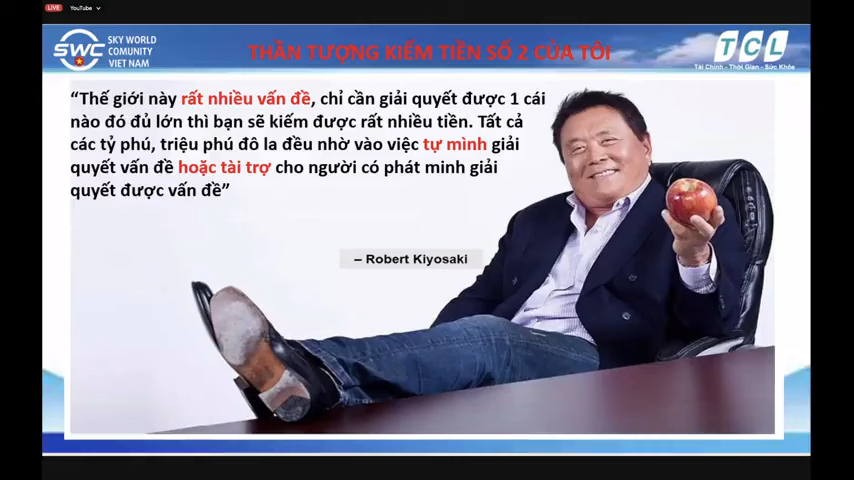 LIVE YouTube
SWC
SKY WORLD
COMUNITY
VIET NAM
THẦN TƯỢNG KIẾM TIỀN SỐ 2 CỦA TÔI
TCL
Tài Chính - Thời Gian - Sức Khỏe
“Thế giới này rất nhiều vấn đề, chỉ cần giải quyết được 1 cái
nào đó đủ lớn thì bạn sẽ kiếm được rất nhiều tiền. Tất cả
các tỷ phú, triệu phú đô la đều nhờ vào việc tự mình giải
quyết vấn đề hoặc tài trợ cho người có phát minh giải
quyết được vấn đề”
– Robert Kiyosaki